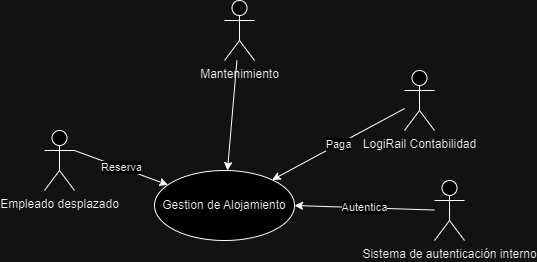 Mantenimiento
LogiRail Contabilidad
Paga
Reserva
Empleado desplazado
Gestion de Alojamiento
Autentica
Sistema de autenticación interno